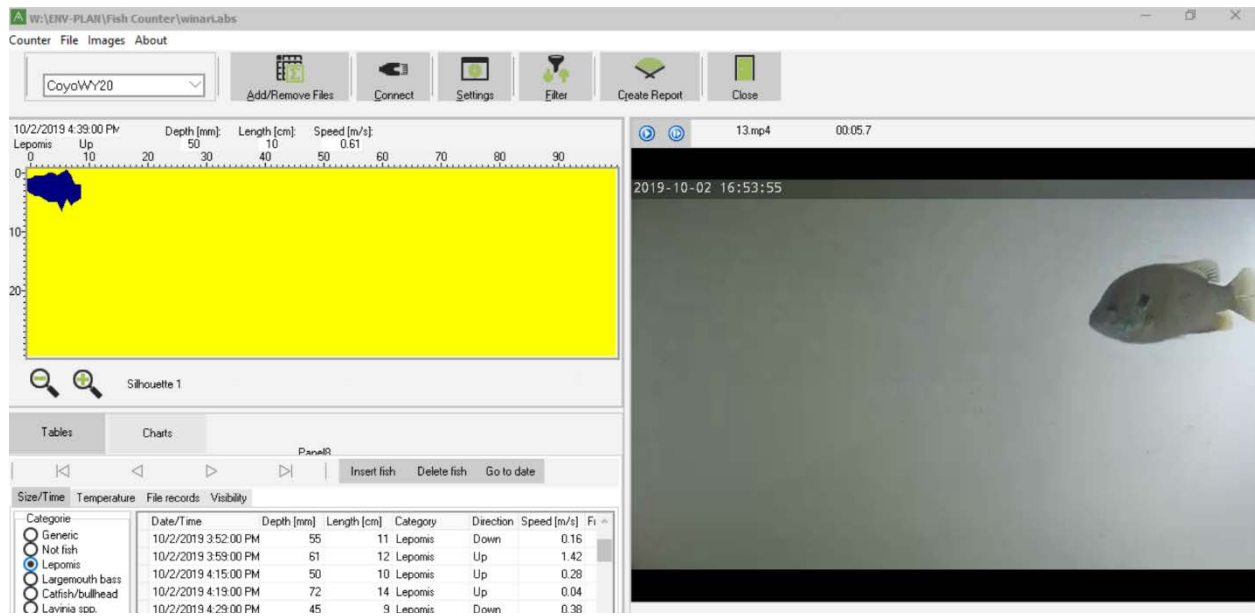 W:\ENV-PLAN\Fish Counter\winari.abs
Counter File Images About
CoyoWY20
Add/Remove Files
Connect
Settings
Filter
Create Report
Close
10/2/2019 4:39:00 PM
Depth [mm]: Length [cm]: Speed [m/s]:
Lepomis Up 50 10 0.61
0 10 20 30 40 50 60 70 80 90
0
10
20
Silhouette 1
13.mp4 00:05.7
2019-10-02 16:53:55
Tables Charts
Panel8
Insert fish Delete fish Go to date
Size/Time Temperature File records Visibility
Categorie
Generic
Not fish
Lepomis
Largemouth bass
Catfish/bullhead
Lavinia spp.
Date/Time Depth [mm] Length [cm] Category Direction Speed [m/s]
10/2/2019 3:52:00 PM 55 11 Lepomis Down 0.16
10/2/2019 3:59:00 PM 61 12 Lepomis Up 1.42
10/2/2019 4:15:00 PM 50 10 Lepomis Up 0.28
10/2/2019 4:19:00 PM 72 14 Lepomis Up 0.04
10/2/2019 4:29:00 PM 45 9 Lepomis Down 0.38